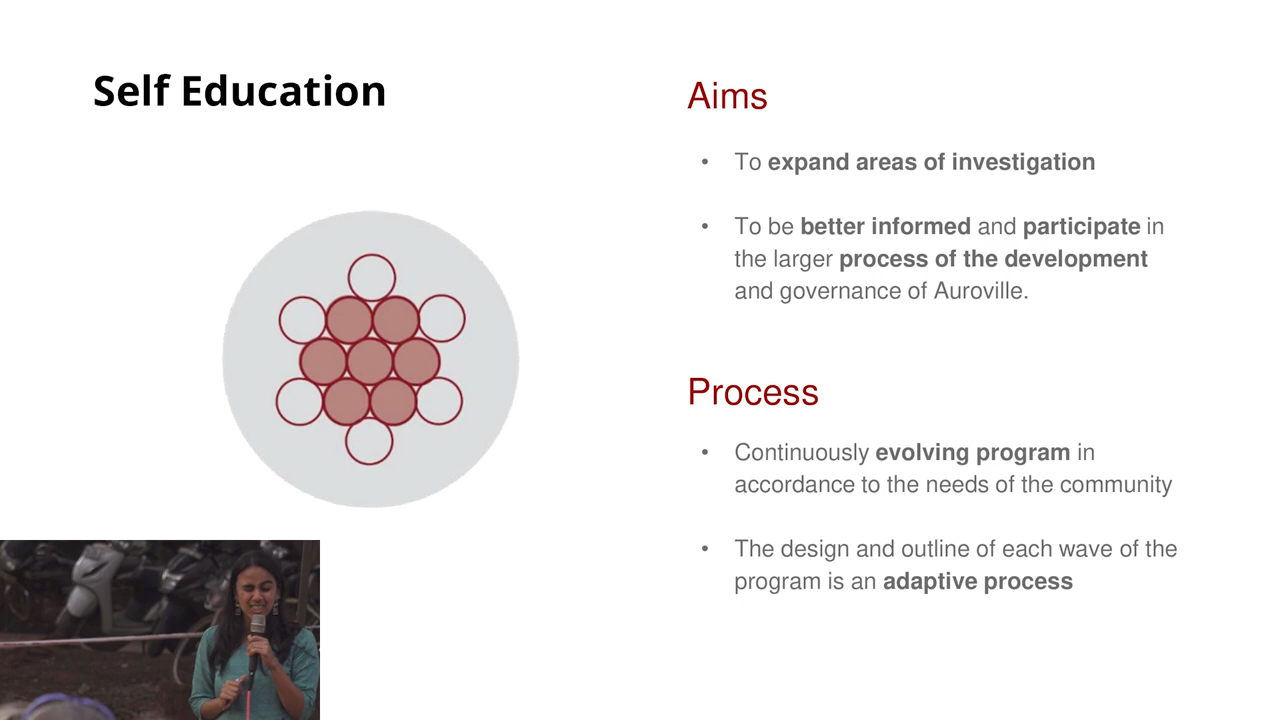 Self Education
Aims
• To expand areas of investigation
• To be better informed and participate in
the larger process of the development
and governance of Auroville.
Process
• Continuously evolving program in
accordance to the needs of the community
• The design and outline of each wave of the
program is an adaptive process